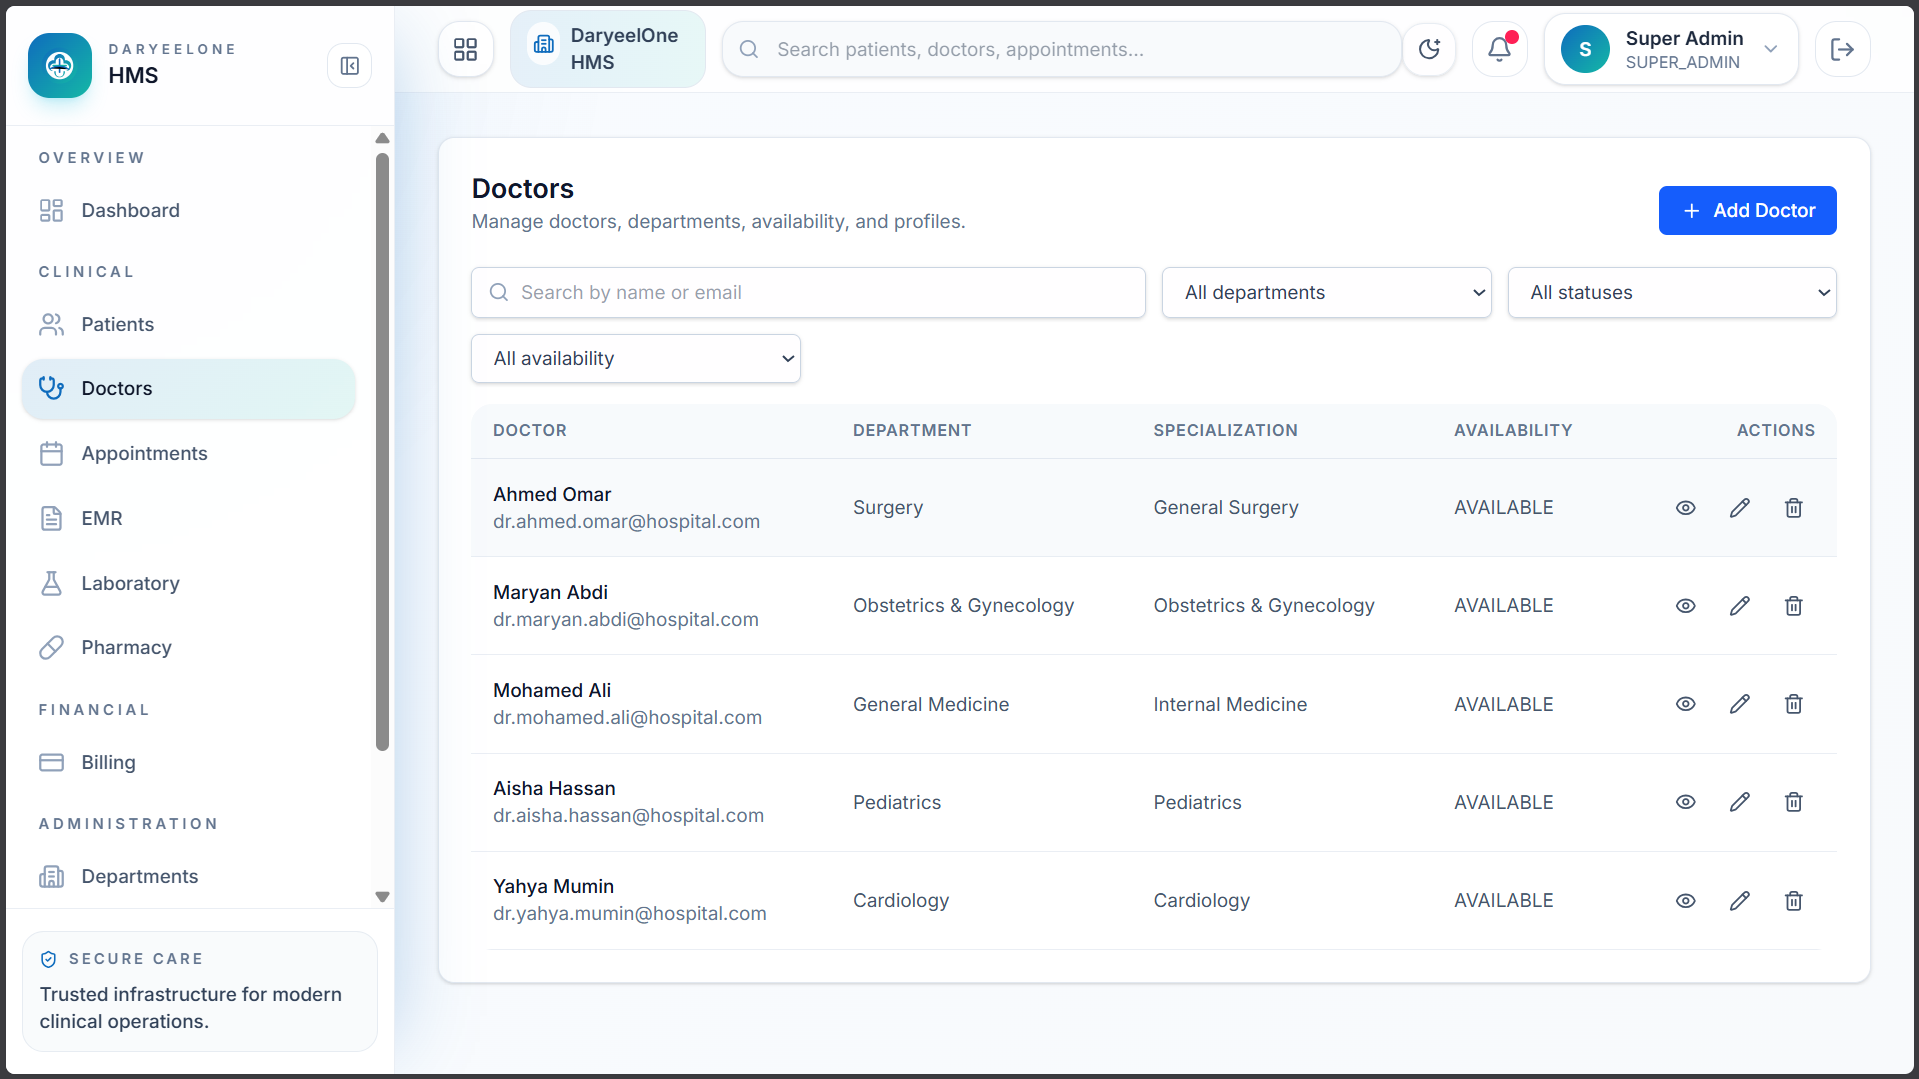 DARYEELONE
HMS
OVERVIEW
Dashboard
CLINICAL
Patients
Doctors
Appointments
EMR
Laboratory
Pharmacy
FINANCIAL
Billing
ADMINISTRATION
Departments
SECURE CARE
Trusted infrastructure for modern
clinical operations.
DaryeelOne
HMS
Search patients, doctors, appointments...
S
Super Admin
SUPER_ADMIN
Doctors
Manage doctors, departments, availability, and profiles.
Add Doctor
Search by name or email
All departments
All statuses
All availability
DOCTOR DEPARTMENT SPECIALIZATION AVAILABILITY ACTIONS
Ahmed Omar
dr.ahmed.omar@hospital.com
Surgery General Surgery AVAILABLE
Maryan Abdi
dr.maryan.abdi@hospital.com
Obstetrics & Gynecology Obstetrics & Gynecology AVAILABLE
Mohamed Ali
dr.mohamed.ali@hospital.com
General Medicine Internal Medicine AVAILABLE
Aisha Hassan
dr.aisha.hassan@hospital.com
Pediatrics Pediatrics AVAILABLE
Yahya Mumin
dr.yahya.mumin@hospital.com
Cardiology Cardiology AVAILABLE